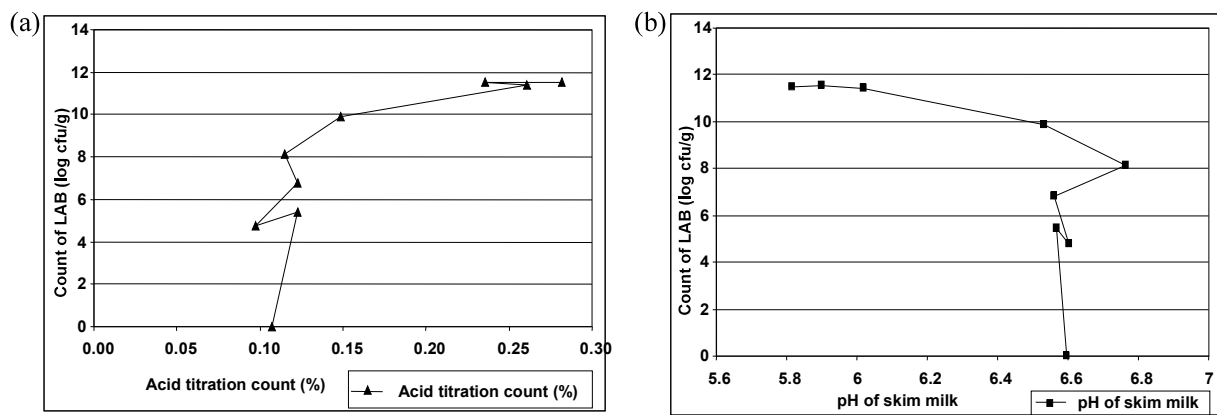 (a)
14
12
10
8
6
4
2
0
Count of LAB (log cfu/g)
0.00 0.05 0.10 0.15 0.20 0.25 0.30
Acid titration count (%)
Acid titration count (%)
(b)
14
12
10
8
6
4
2
0
Count of LAB (log cfu/g)
5.6 5.8 6 6.2 6.4 6.6 6.8 7
pH of skim milk
pH of skim milk